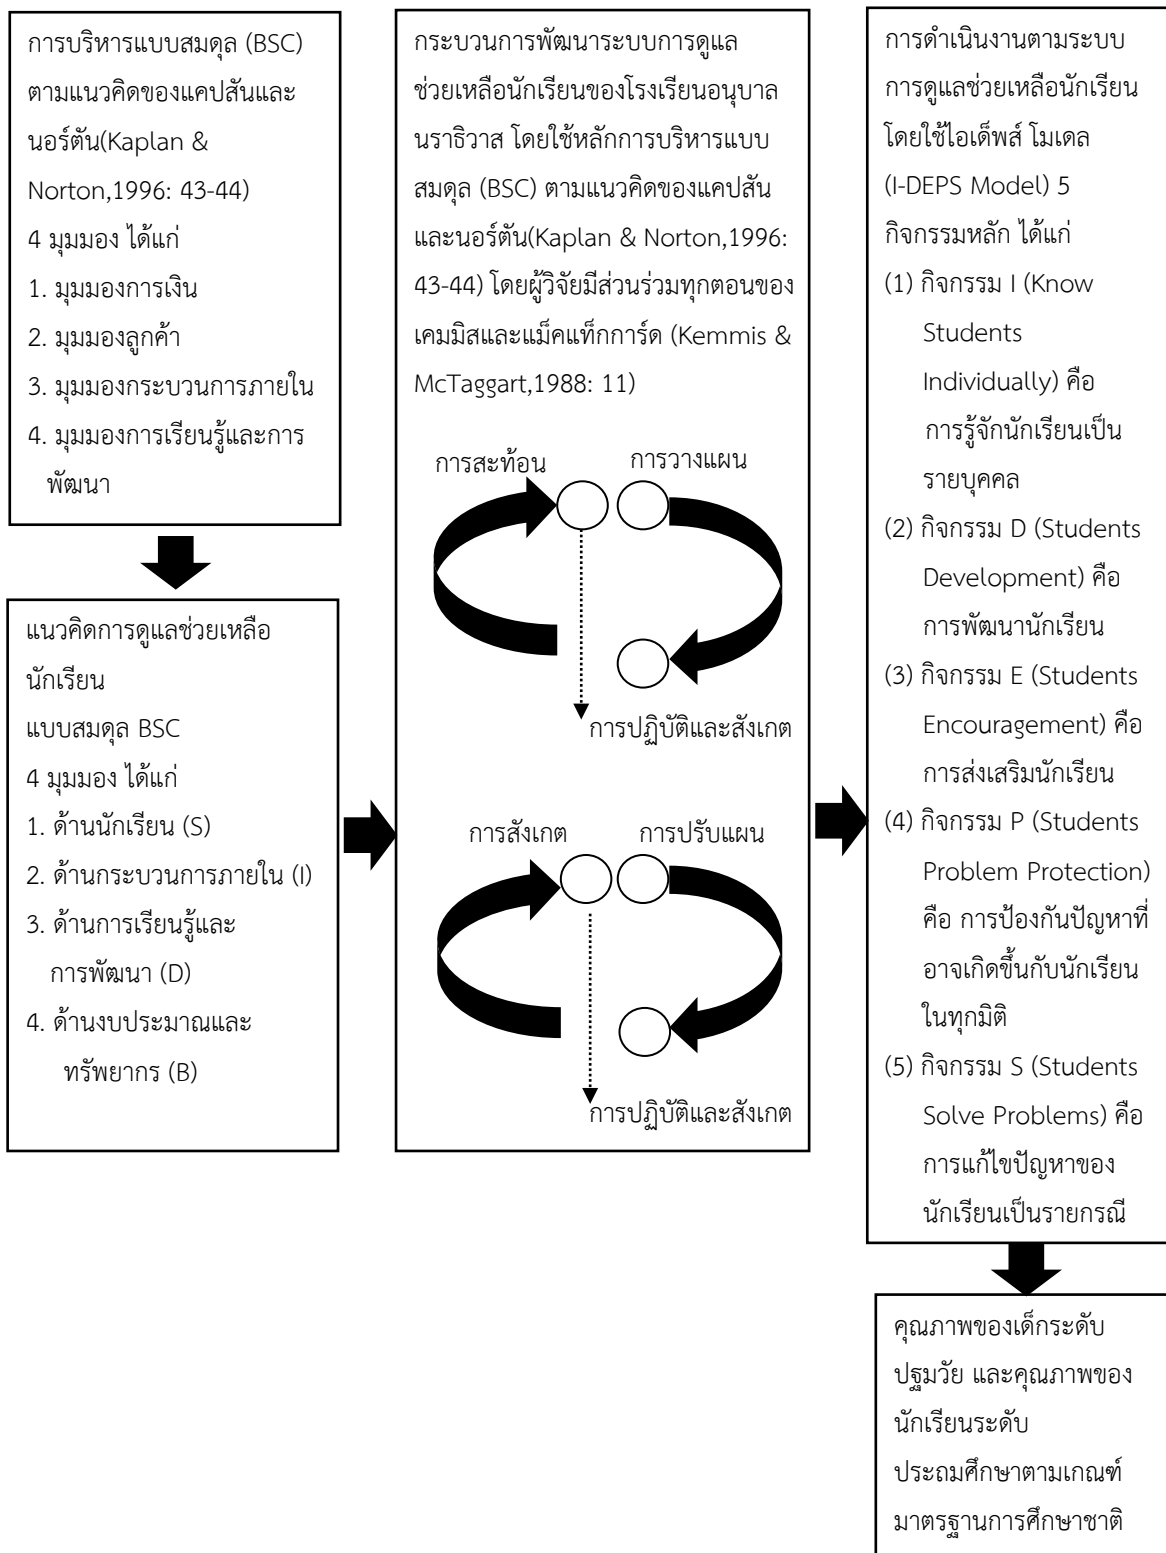 การบริหารแบบสมดุล (BSC)
ตามแนวคิดของแคปสันและ
นอร์ตัน(Kaplan &
Norton,1996: 43-44)
4 มุมมอง ได้แก่
1. มุมมองการเงิน
2. มุมมองลูกค้า
3. มุมมองกระบวนการภายใน
4. มุมมองการเรียนรู้และการ
พัฒนา
แนวคิดการดูแลช่วยเหลือ
นักเรียน
แบบสมดุล BSC
4 มุมมอง ได้แก่
1. ด้านนักเรียน (S)
2. ด้านกระบวนการภายใน (I)
3. ด้านการเรียนรู้และ
การพัฒนา (D)
4. ด้านงบประมาณและ
ทรัพยากร (B)
กระบวนการพัฒนาระบบการดูแล
ช่วยเหลือนักเรียนของโรงเรียนอนุบาล
นราธิวาส โดยใช้หลักการบริหารแบบ
สมดุล (BSC) ตามแนวคิดของแคปสัน
และนอร์ตัน(Kaplan & Norton,1996:
43-44) โดยผู้วิจัยมีส่วนร่วมทุกตอนของ
เคมมิสและแม็คแท็กการ์ด (Kemmis &
McTaggart,1988: 11)
การสะท้อน
การวางแผน
การปฏิบัติและสังเกต
การสังเกต
การปรับแผน
การปฏิบัติและสังเกต
การดำเนินงานตามระบบ
การดูแลช่วยเหลือนักเรียน
โดยใช้ไอเด็พส์ โมเดล
(I-DEPS Model) 5
กิจกรรมหลัก ได้แก่
(1) กิจกรรม I (Know
Students
Individually) คือ
การรู้จักนักเรียนเป็น
รายบุคคล
(2) กิจกรรม D (Students
Development) คือ
การพัฒนานักเรียน
(3) กิจกรรม E (Students
Encouragement) คือ
การส่งเสริมนักเรียน
(4) กิจกรรม P (Students
Problem Protection)
คือ การป้องกันปัญหาที่
อาจเกิดขึ้นกับนักเรียน
ในทุกมิติ
(5) กิจกรรม S (Students
Solve Problems) คือ
การแก้ไขปัญหาของ
นักเรียนเป็นรายกรณี
คุณภาพของเด็กระดับ
ปฐมวัย และคุณภาพของ
นักเรียนระดับ
ประถมศึกษาตามเกณฑ์
มาตรฐานการศึกษาชาติ